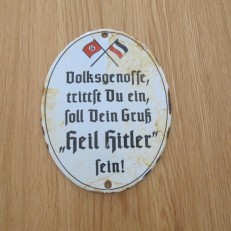 Volksgenosse,
trittst Du ein,
soll Dein Gruß
„Heil Hitler“
sein!